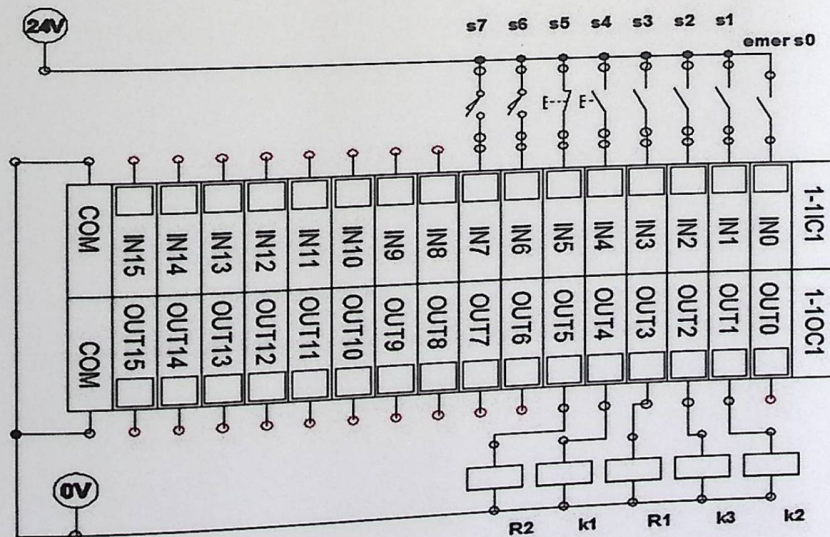 24V
s7 s6 s5 s4 s3 s2 s1
emer s0
E E
COM IN15 IN14 IN13 IN12 IN11 IN10 IN9 IN8 IN7 IN6 IN5 IN4 IN3 IN2 IN1 IN0 1-1IC1
COM OUT15 OUT14 OUT13 OUT12 OUT11 OUT10 OUT9 OUT8 OUT7 OUT6 OUT5 OUT4 OUT3 OUT2 OUT1 OUT0 1-1OC1
0V
R2 k1 R1 k3 k2